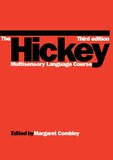 The
Third edition
Hickey
Multisensory Language Course
Edited by Margaret Combley